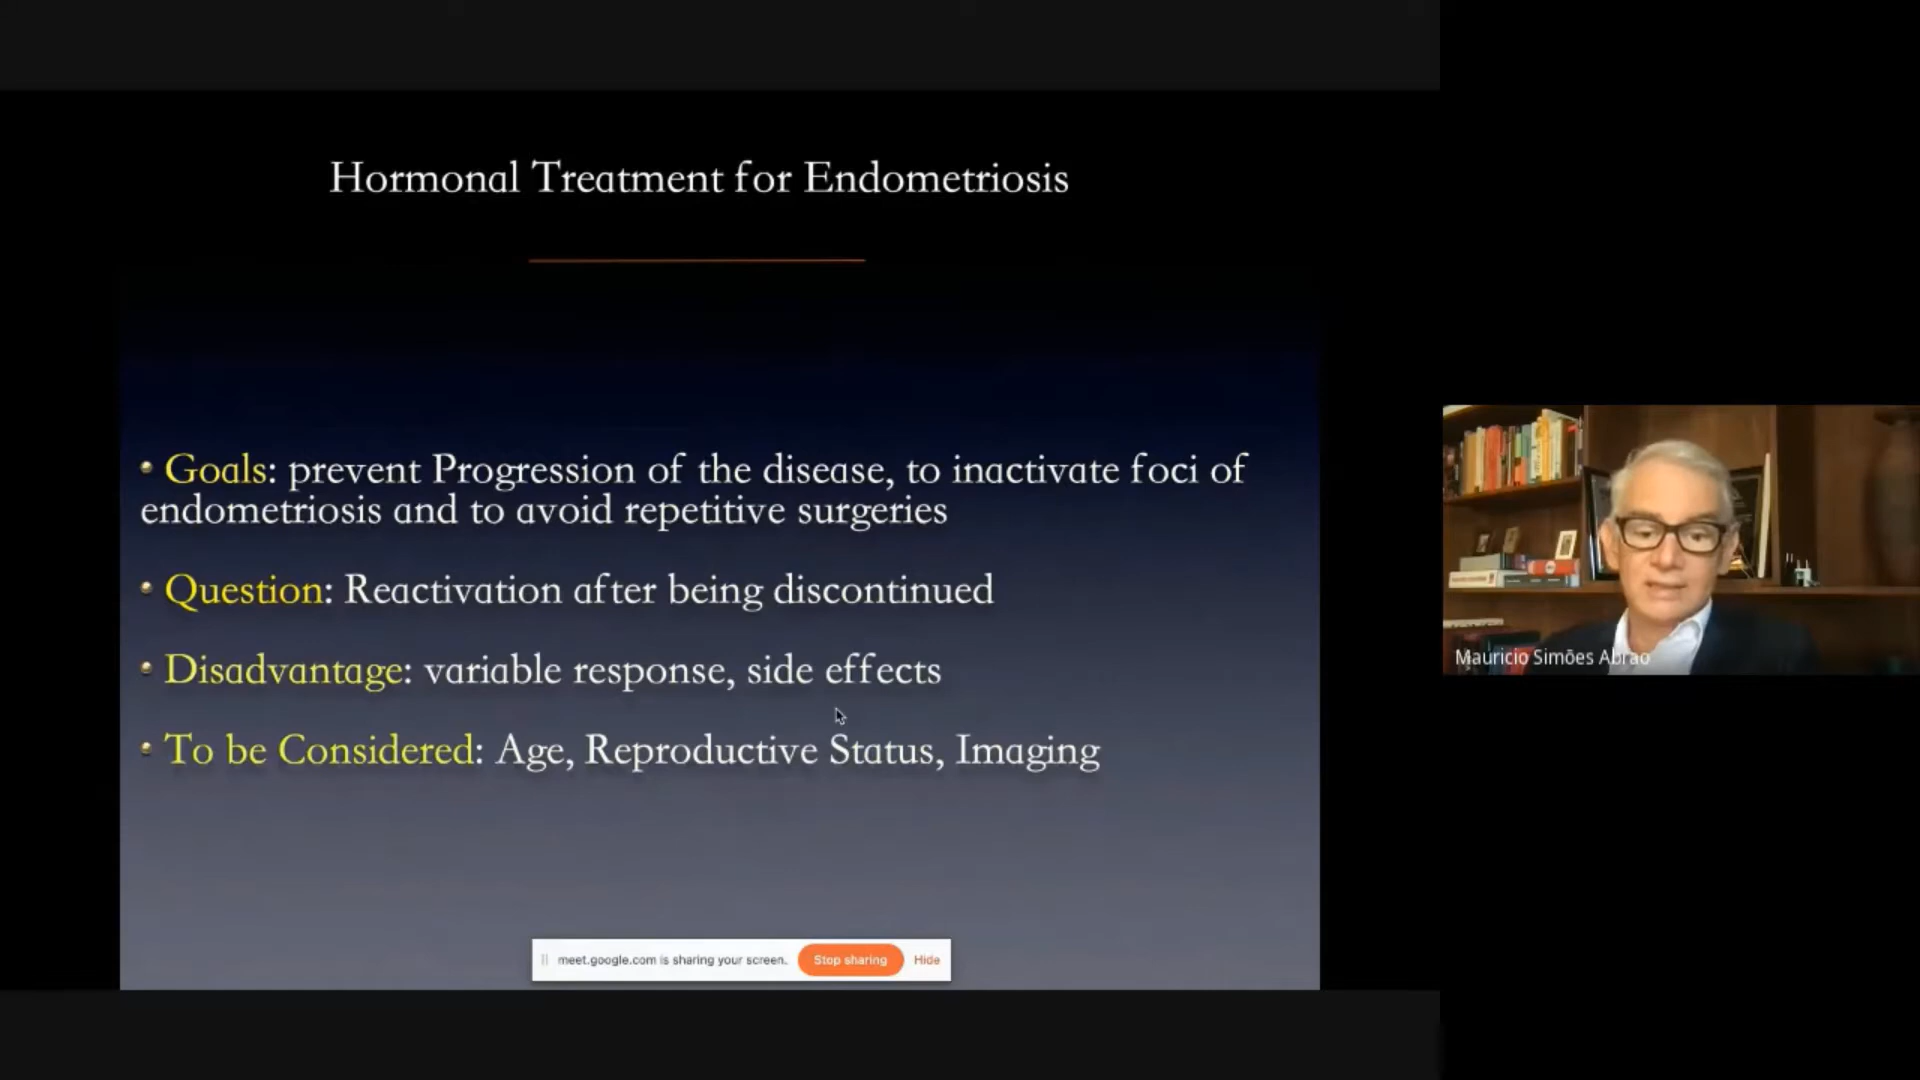 Hormonal Treatment for Endometriosis
• Goals: prevent Progression of the disease, to inactivate foci of
endometriosis and to avoid repetitive surgeries
• Question: Reactivation after being discontinued
• Disadvantage: variable response, side effects
• To be Considered: Age, Reproductive Status, Imaging
meet.google.com is sharing your screen. Stop sharing Hide
Mauricio Simões Abrao